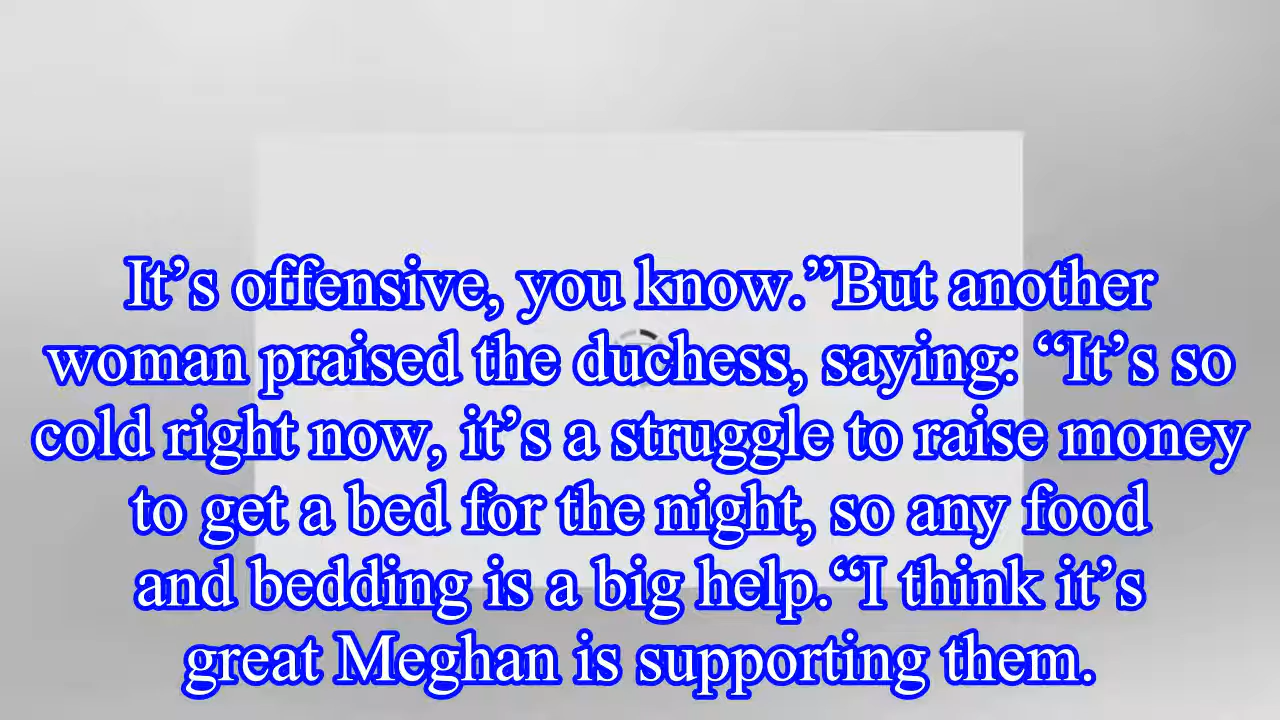 It’s offensive, you know.”But another
woman praised the duchess, saying: “It’s so
cold right now, it’s a struggle to raise money
to get a bed for the night, so any food
and bedding is a big help.“I think it’s
great Meghan is supporting them.